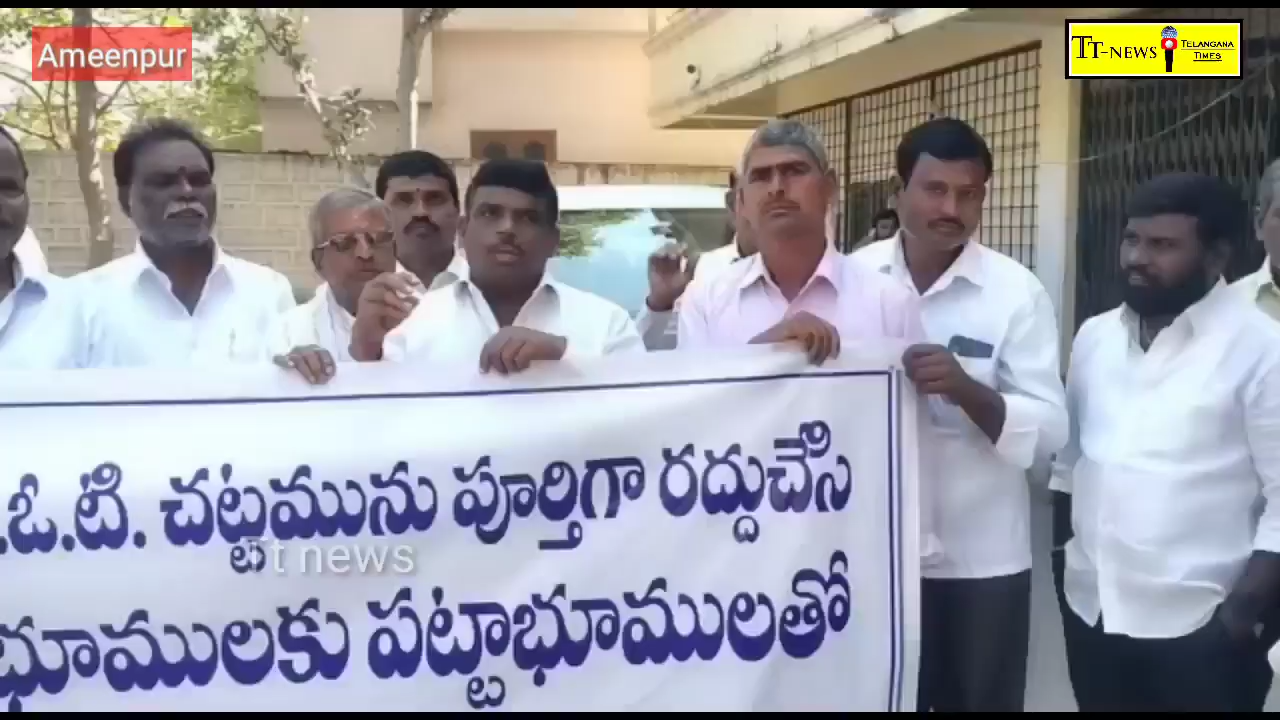 Ameenpur
TT-NEWS TELANGANA
TIMES
.ఓ.టి. చట్టమును పూర్తిగా రద్దుచేసి
Tt news
భూములకు పట్టాభూములతో